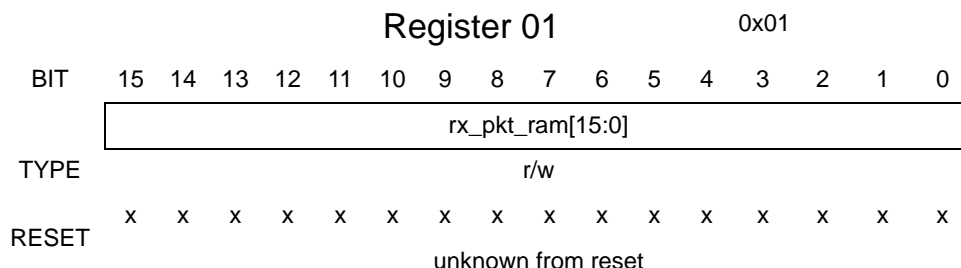 Register 01 0x01
BIT 15 14 13 12 11 10 9 8 7 6 5 4 3 2 1 0
rx_pkt_ram[15:0]
TYPE r/w
x x x x x x x x x x x x x x x x
RESET
unknown from reset